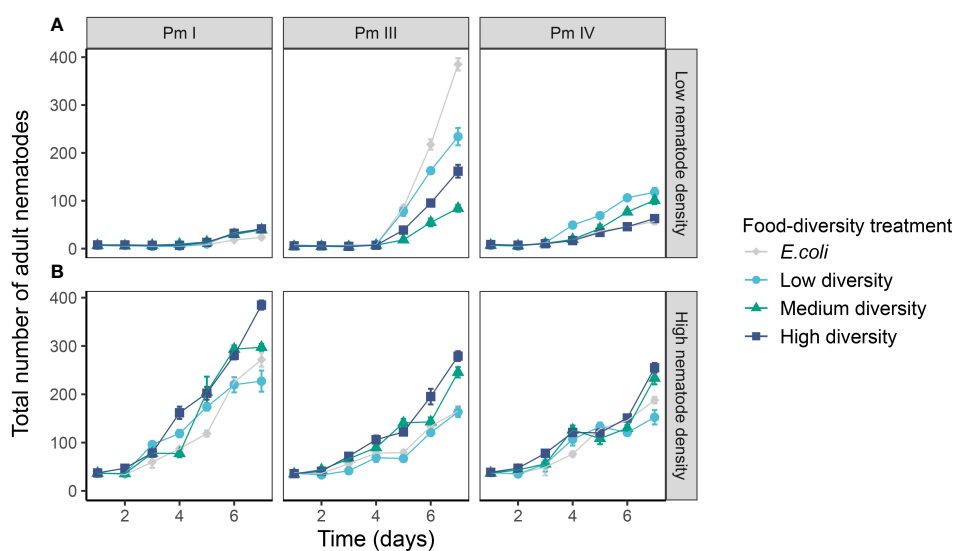 A
Pm I
Pm III
Pm IV
Total number of adult nematodes
400
300
200
100
0
Low nematode density
B
400
300
200
100
0
High nematode density
2
4
6
2
4
6
2
4
6
Time (days)
Food-diversity treatment
E.coli
Low diversity
Medium diversity
High diversity